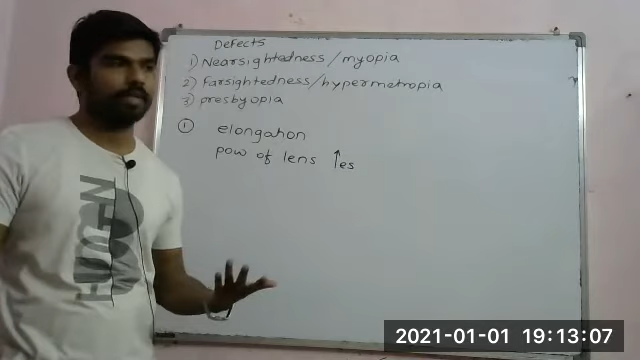 Defects
1) Nearsightedness/myopia
2) Farsightedness/hypermetropia
3) presbyopia
① elongation
pow of lens ↑es
2021-01-01 19:13:07